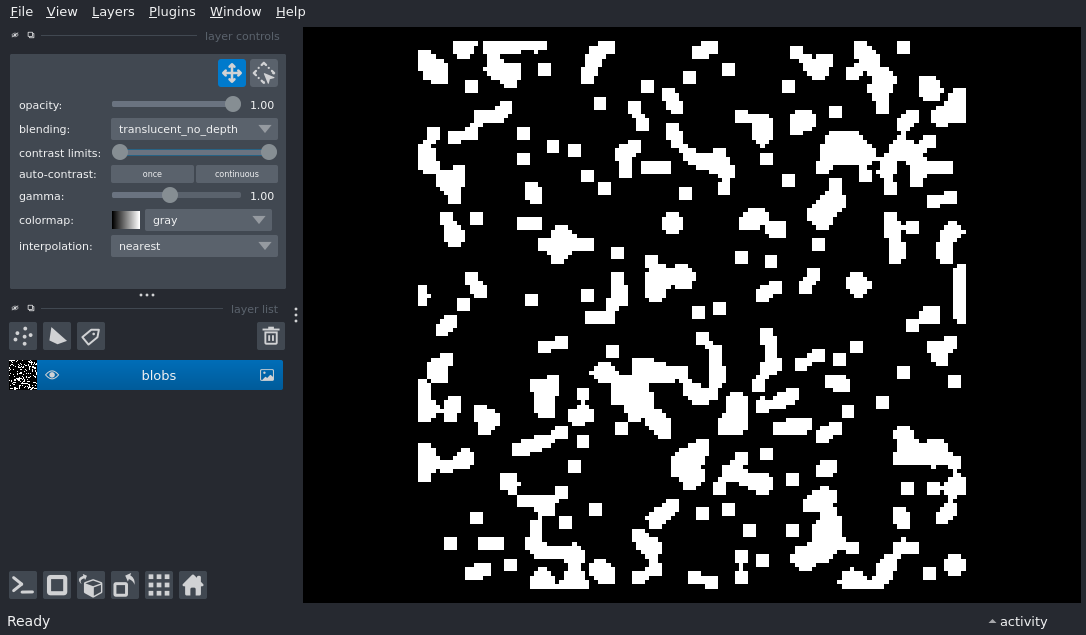 File View Layers Plugins Window Help
layer controls
opacity: 1.00
blending: translucent_no_depth
contrast limits:
auto-contrast: once continuous
gamma: 1.00
colormap: gray
interpolation: nearest
layer list
blobs
Ready activity